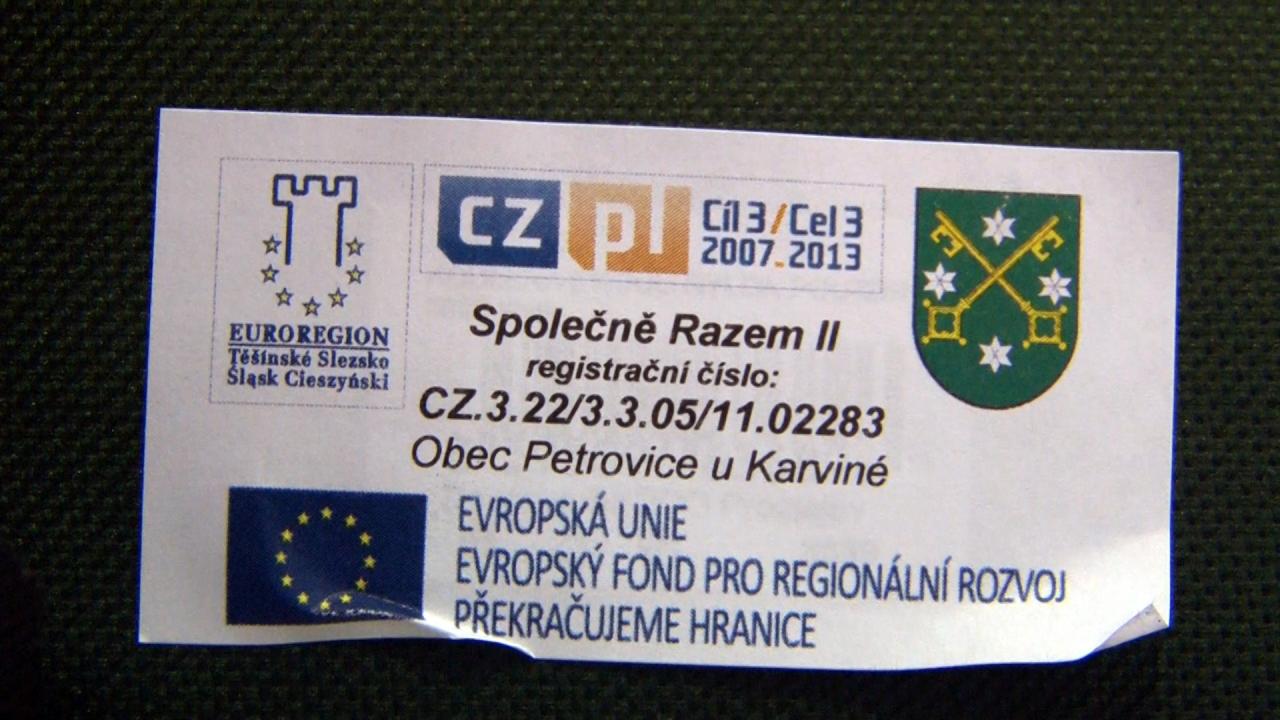 EUROREGION
Těšínské Slezsko
Śląsk Cieszyński
CZ pl Cíl 3/Cel 3
2007-2013
Společně Razem II
registrační číslo:
CZ.3.22/3.3.05/11.02283
Obec Petrovice u Karviné
EVROPSKÁ UNIE
EVROPSKÝ FOND PRO REGIONÁLNÍ ROZVOJ
PŘEKRAČUJEME HRANICE